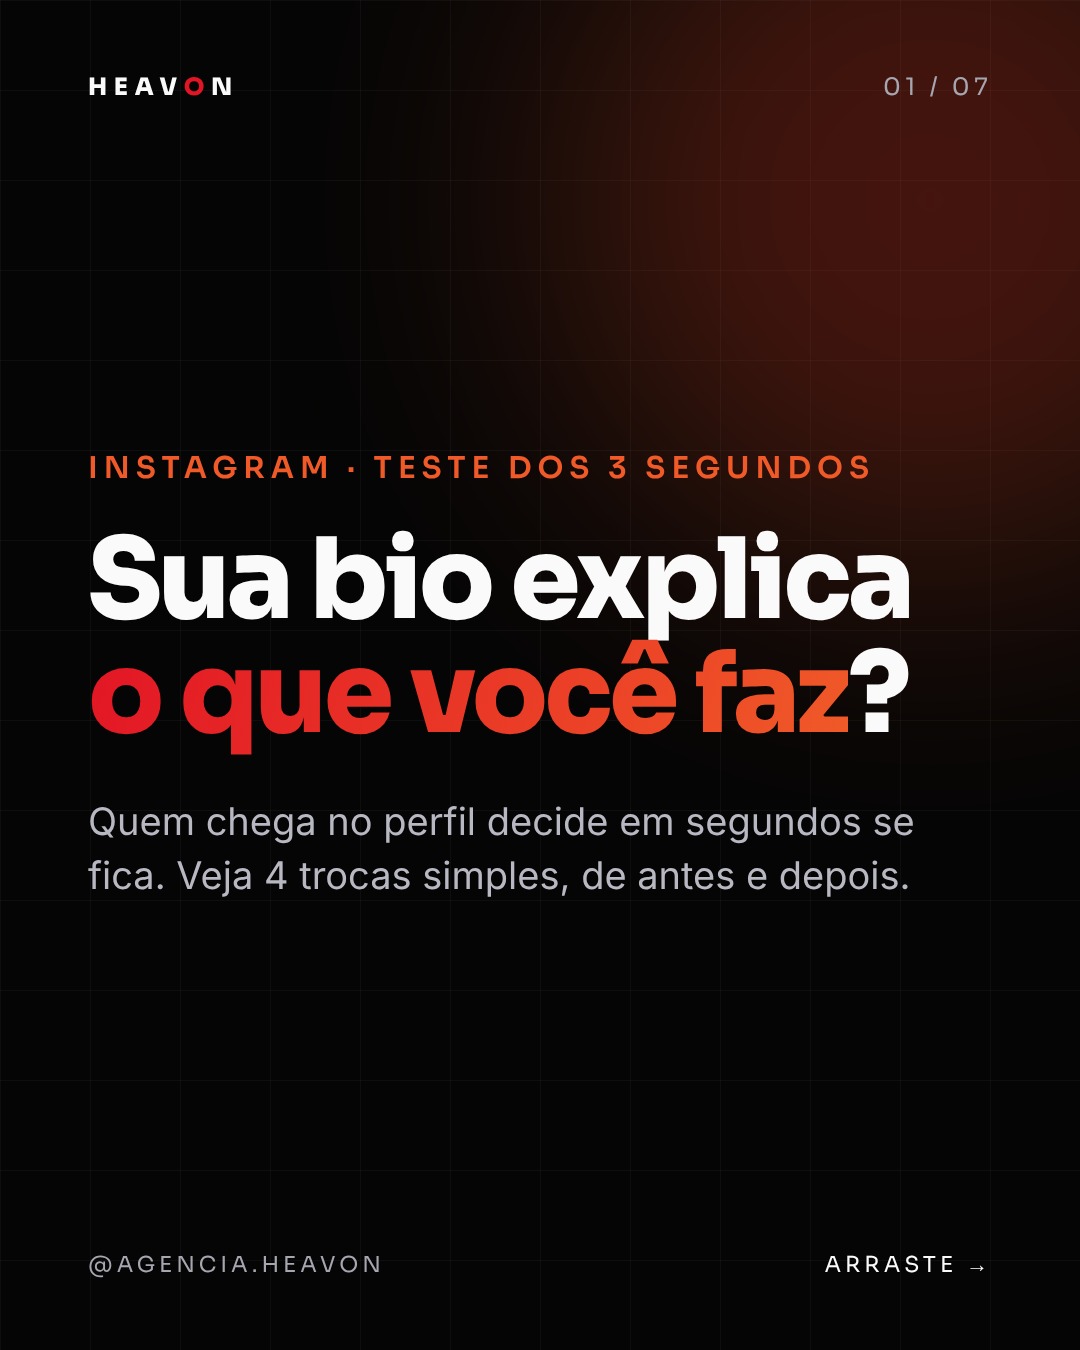 HEAVON
01 / 07
INSTAGRAM · TESTE DOS 3 SEGUNDOS
Sua bio explica
o que você faz?
Quem chega no perfil decide em segundos se
fica. Veja 4 trocas simples, de antes e depois.
@AGENCIA.HEAVON
ARRASTE →